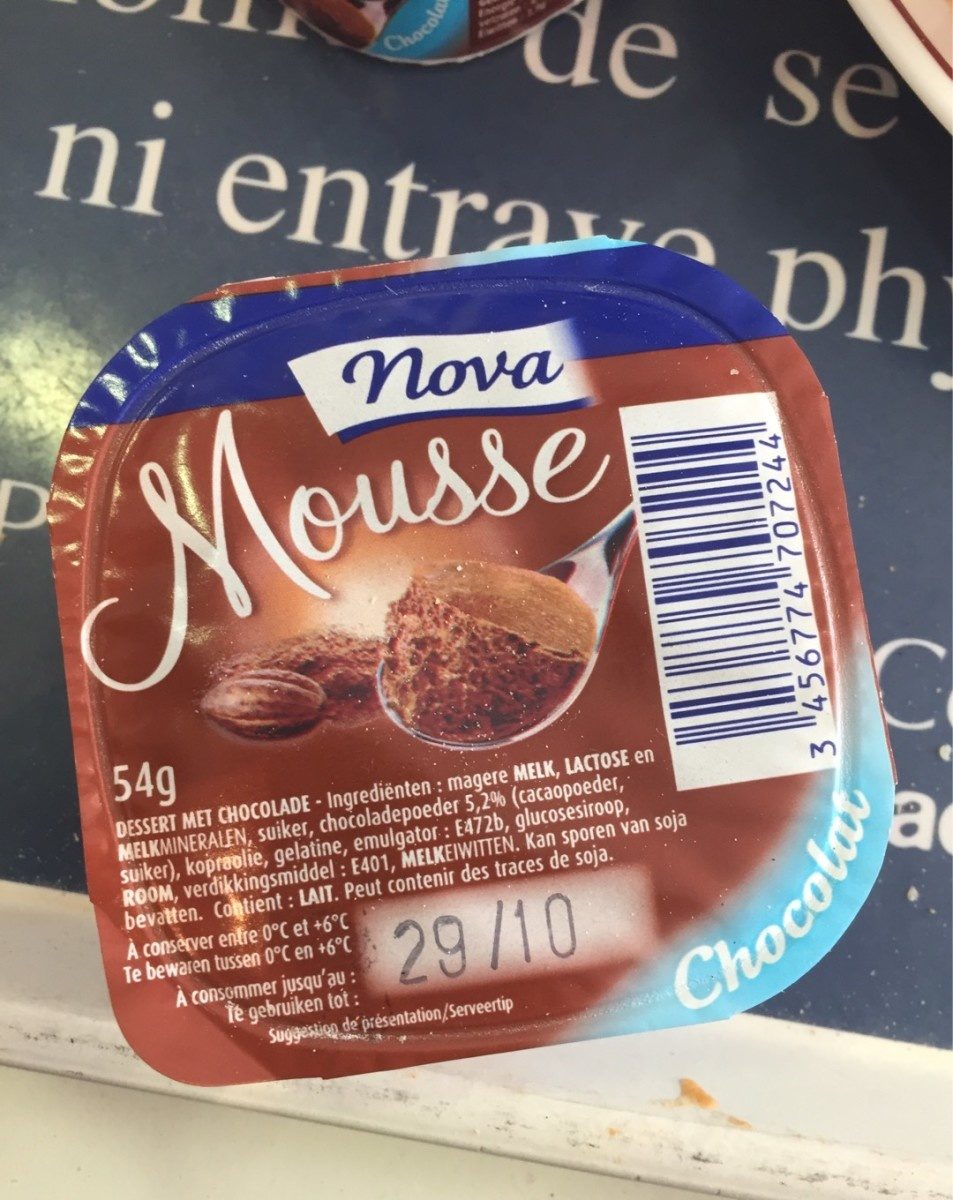 de se
ni entrave phy
Chocolat
nova
Mousse
3 456774 707244
54g
DESSERT MET CHOCOLADE - Ingrediënten : magere MELK, LACTOSE en
MELKMINERALEN, suiker, chocoladepoeder 5,2% (cacaopoeder,
suiker), kopraolie, gelatine, emulgator : E472b, glucosesiroop,
ROOM, verdikkingsmiddel : E401, MELKEIWITTEN. Kan sporen van soja
bevatten. Contient : LAIT. Peut contenir des traces de soja.
À conserver entre 0°C et +6°C
Te bewaren tussen 0°C en +6°C
À consommer jusqu'au :
Te gebruiken tot :
29/10
Suggestion de présentation/Serveertip
Chocolat